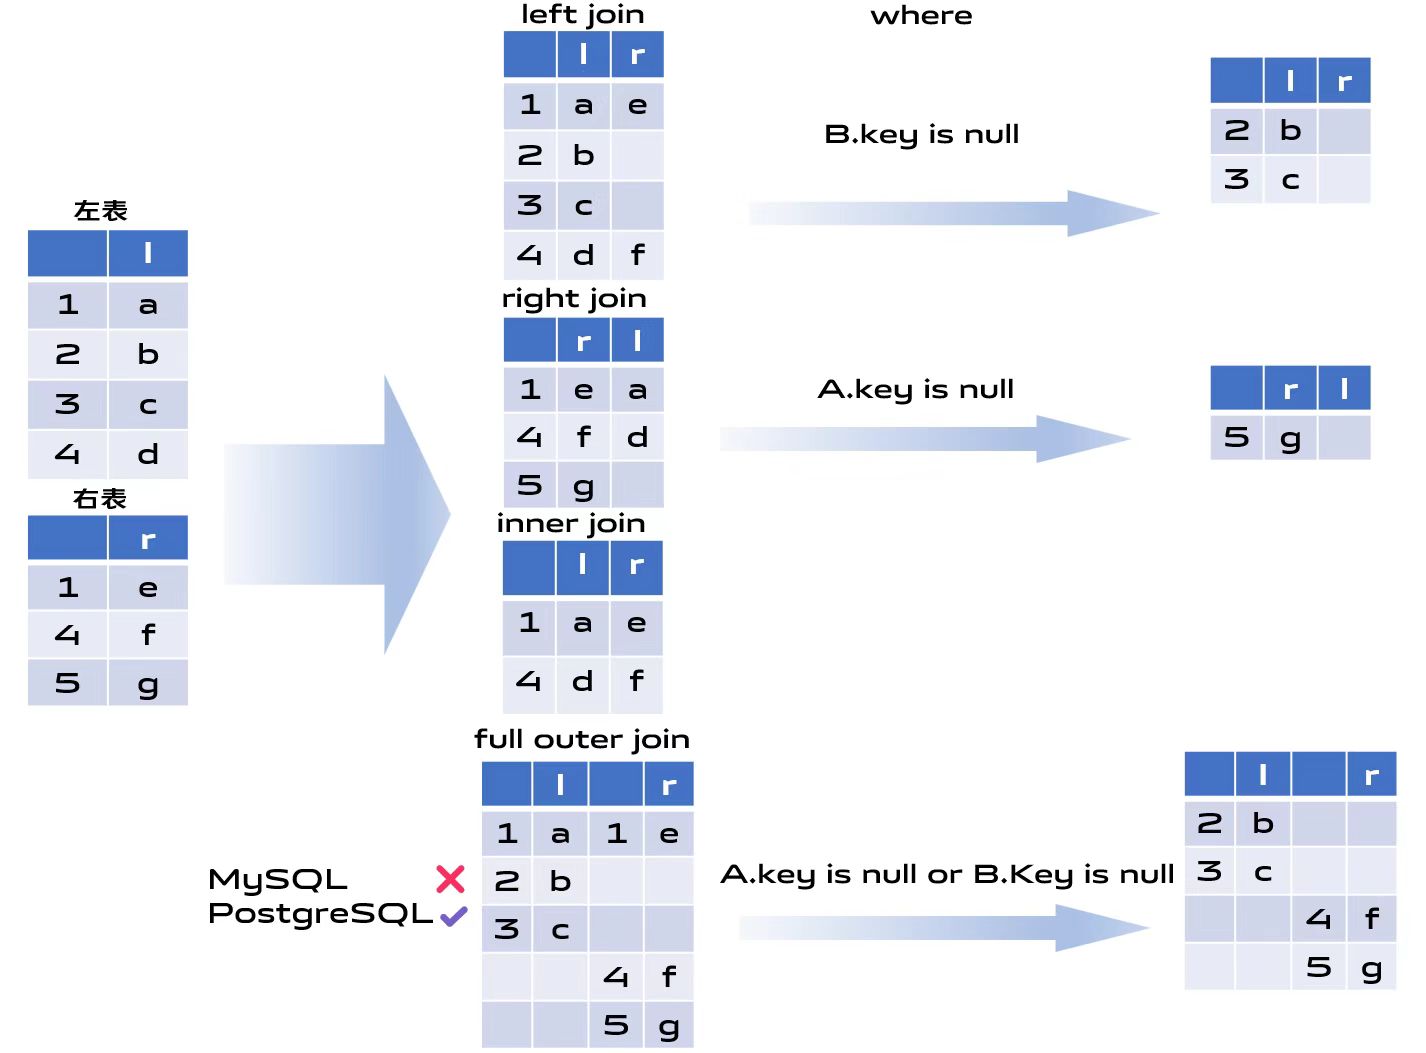 左表
l
1 a
2 b
3 c
4 d
右表
r
1 e
4 f
5 g
left join
l r
1 a e
2 b
3 c
4 d f
right join
r l
1 e a
4 f d
5 g
inner join
l r
1 a e
4 d f
full outer join
l r
1 a 1 e
2 b
3 c
4 f
5 g
MySQL
PostgreSQL
where
B.key is null
l r
2 b
3 c
A.key is null
r l
5 g
A.key is null or B.Key is null
l r
2 b
3 c
4 f
5 g